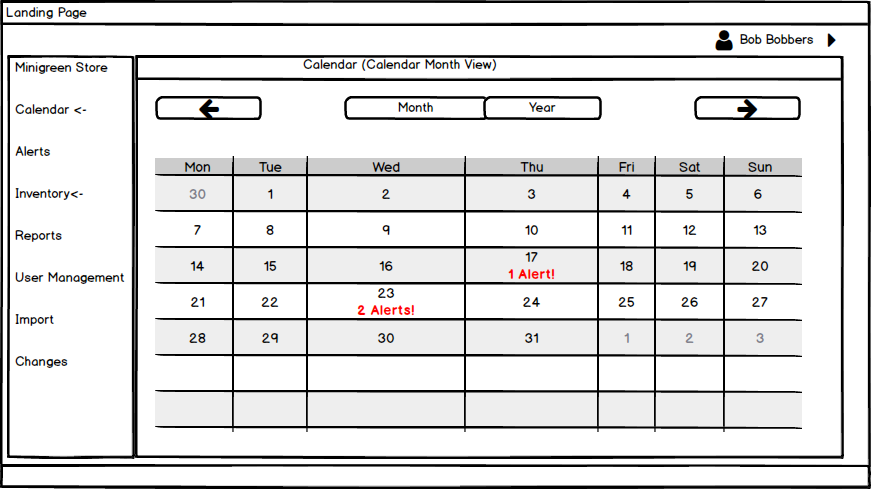 Landing Page
Bob Bobbers
Minigreen Store
Calendar <-
Alerts
Inventory<-
Reports
User Management
Import
Changes
Calendar (Calendar Month View)
Month Year
Mon Tue Wed Thu Fri Sat Sun
30 1 2 3 4 5 6
7 8 9 10 11 12 13
14 15 16 17 18 19 20
1 Alert!
21 22 23 24 25 26 27
2 Alerts!
28 29 30 31 1 2 3